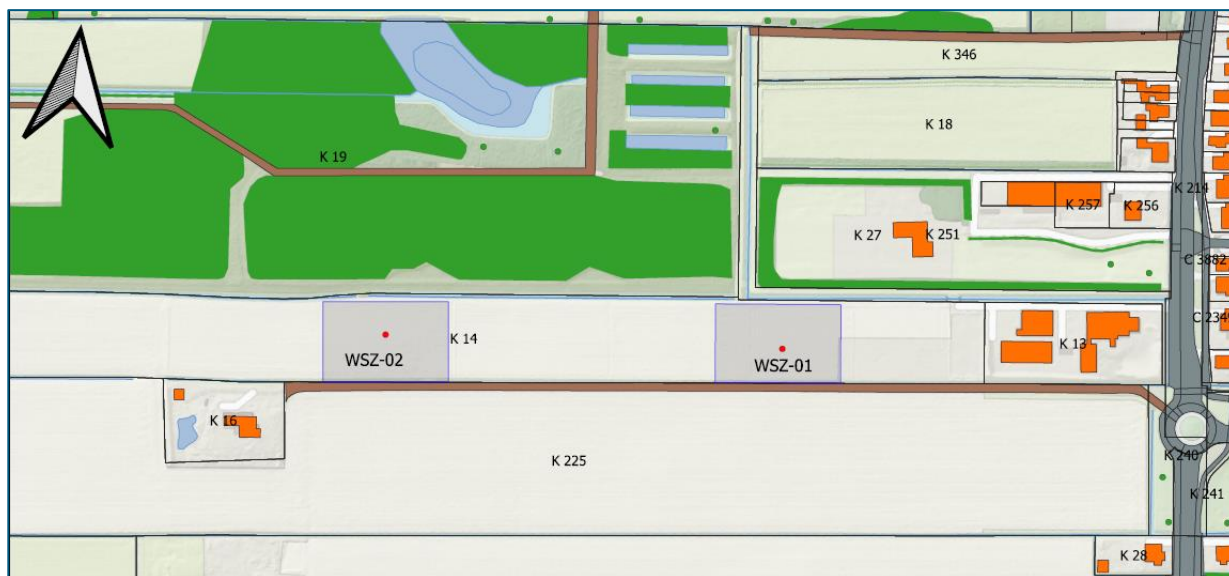 K 346
K 18
K 19
K 214
K 257
K 256
K 27
K 251
C 3882
C 234
K 14
K 13
WSZ-02
WSZ-01
K 16
K 225
K 240
K 241
K 28